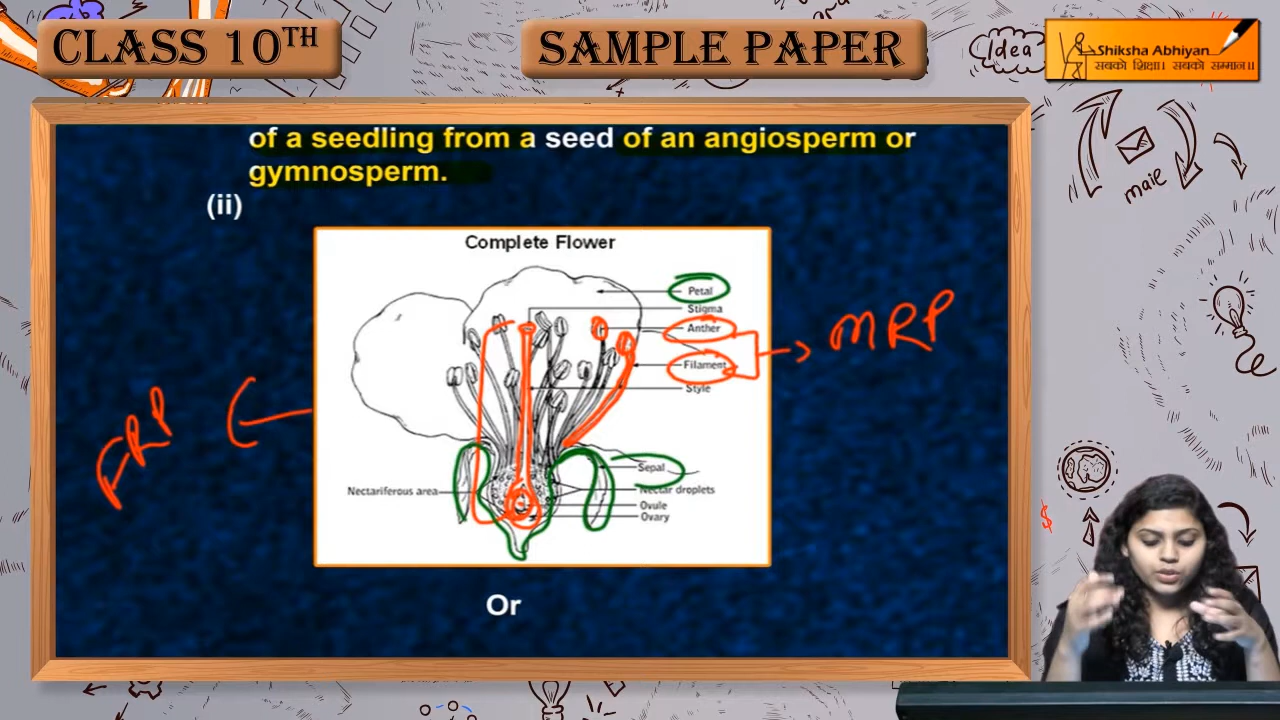 CLASS 10TH
SAMPLE PAPER
Idea
Shiksha Abhiyan
सबको शिक्षा। सबको सम्मान।।
of a seedling from a seed of an angiosperm or
gymnosperm.
(ii)
Complete Flower
Petal
Stigma
Anther
Filament
Style
Sepal
Nectar droplets
Ovule
Ovary
Nectariferous area
MRP
FRP
Or
maie
$